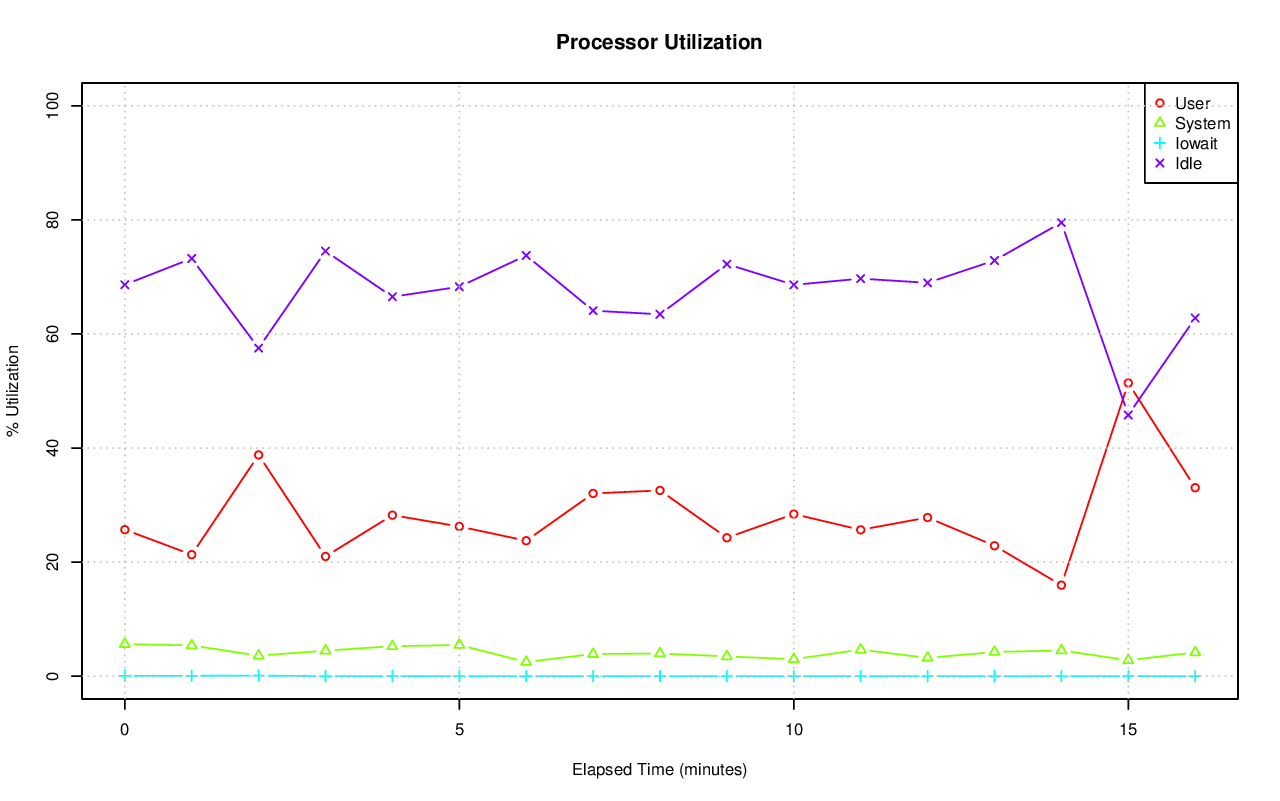 Processor Utilization
User
System
Iowait
Idle
% Utilization
100
80
60
40
20
0
0 5 10 15
Elapsed Time (minutes)